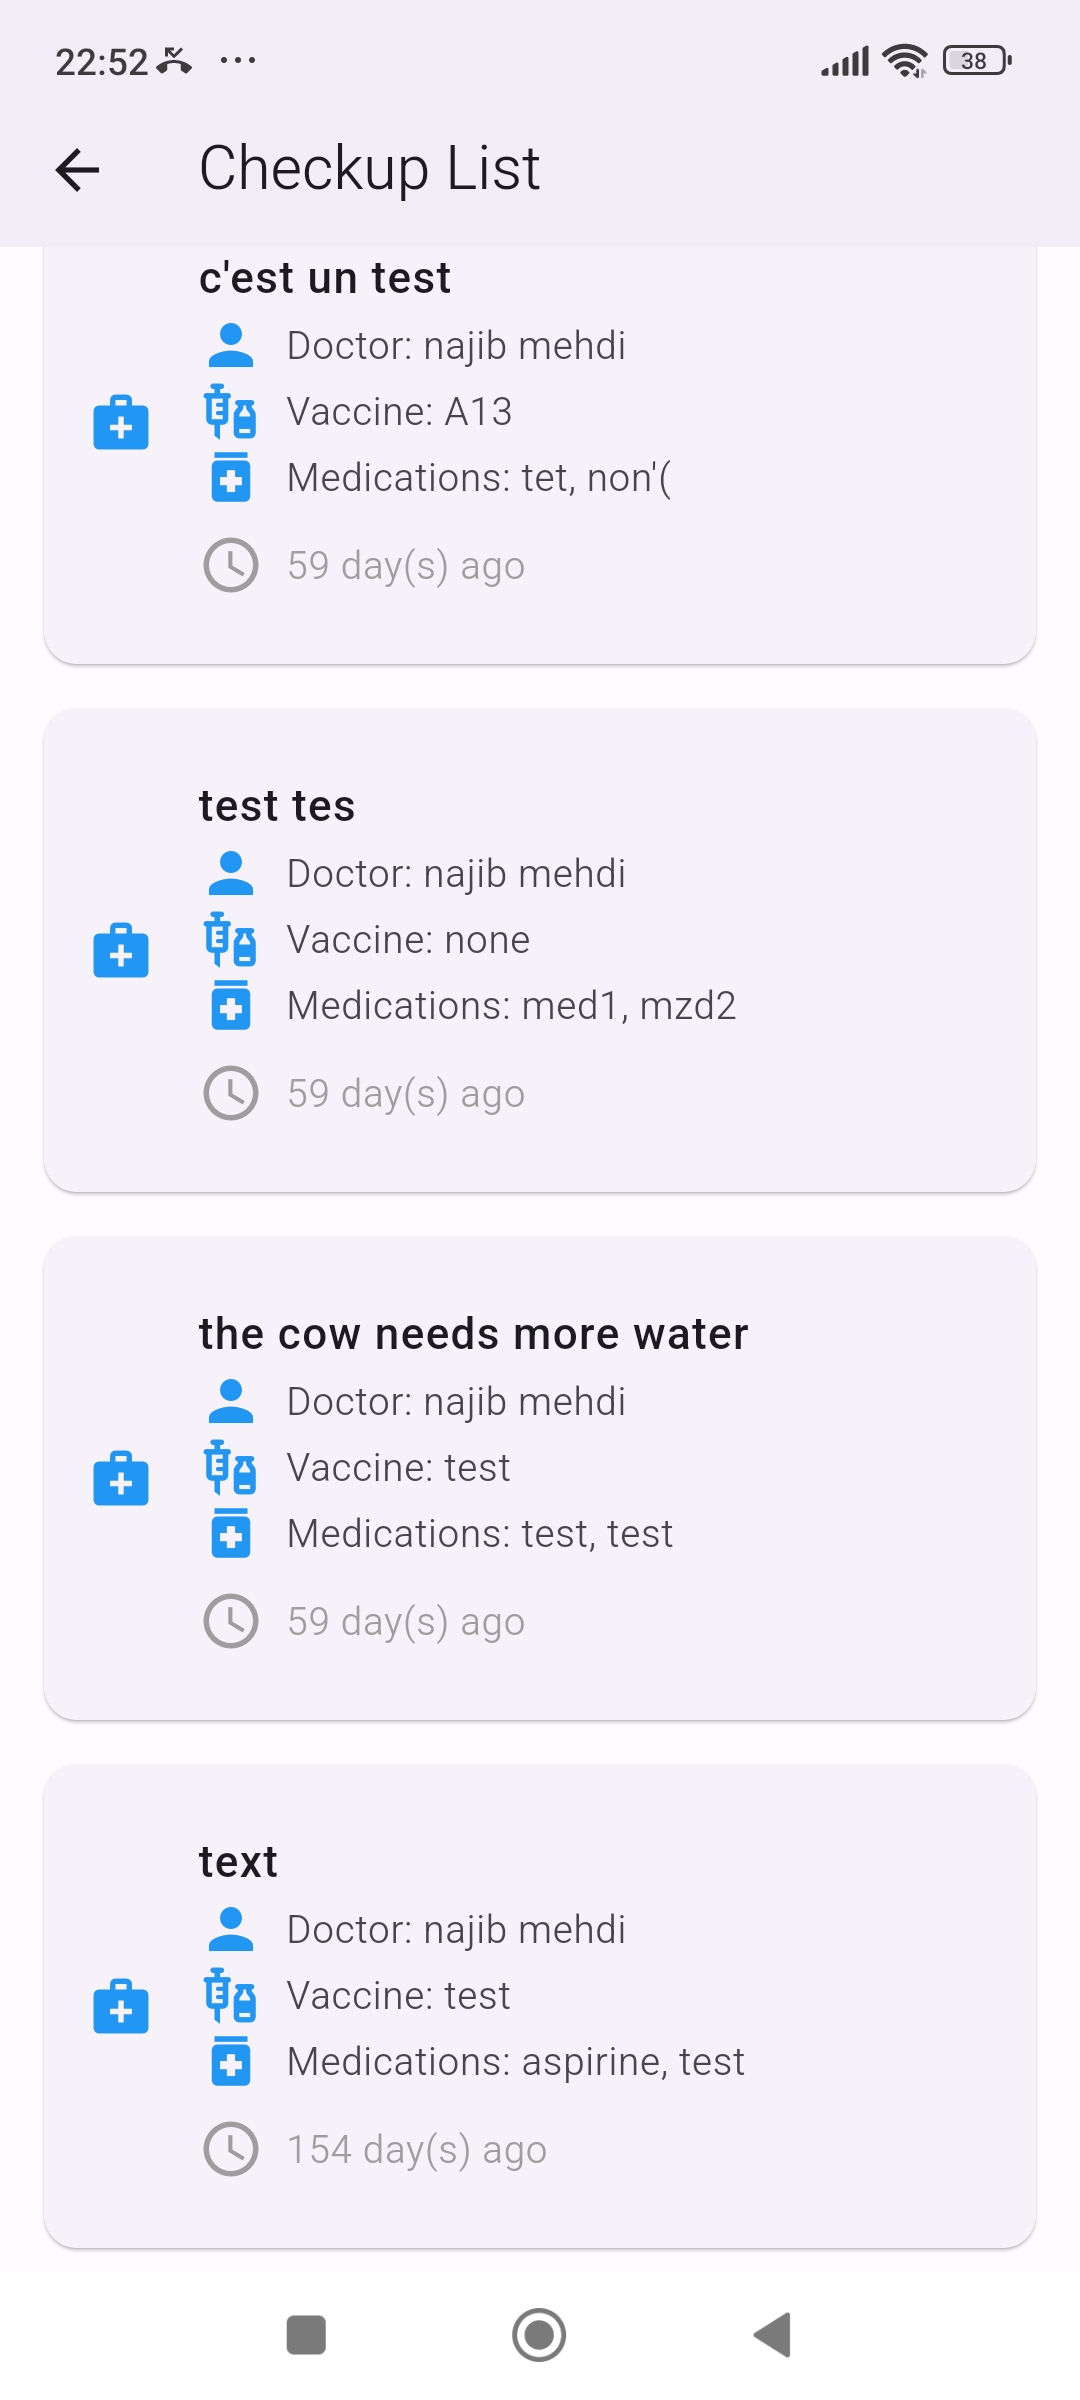 22:52
38
Checkup List
c'est un test
Doctor: najib mehdi
Vaccine: A13
Medications: tet, non'(
59 day(s) ago
test tes
Doctor: najib mehdi
Vaccine: none
Medications: med1, mzd2
59 day(s) ago
the cow needs more water
Doctor: najib mehdi
Vaccine: test
Medications: test, test
59 day(s) ago
text
Doctor: najib mehdi
Vaccine: test
Medications: aspirine, test
154 day(s) ago